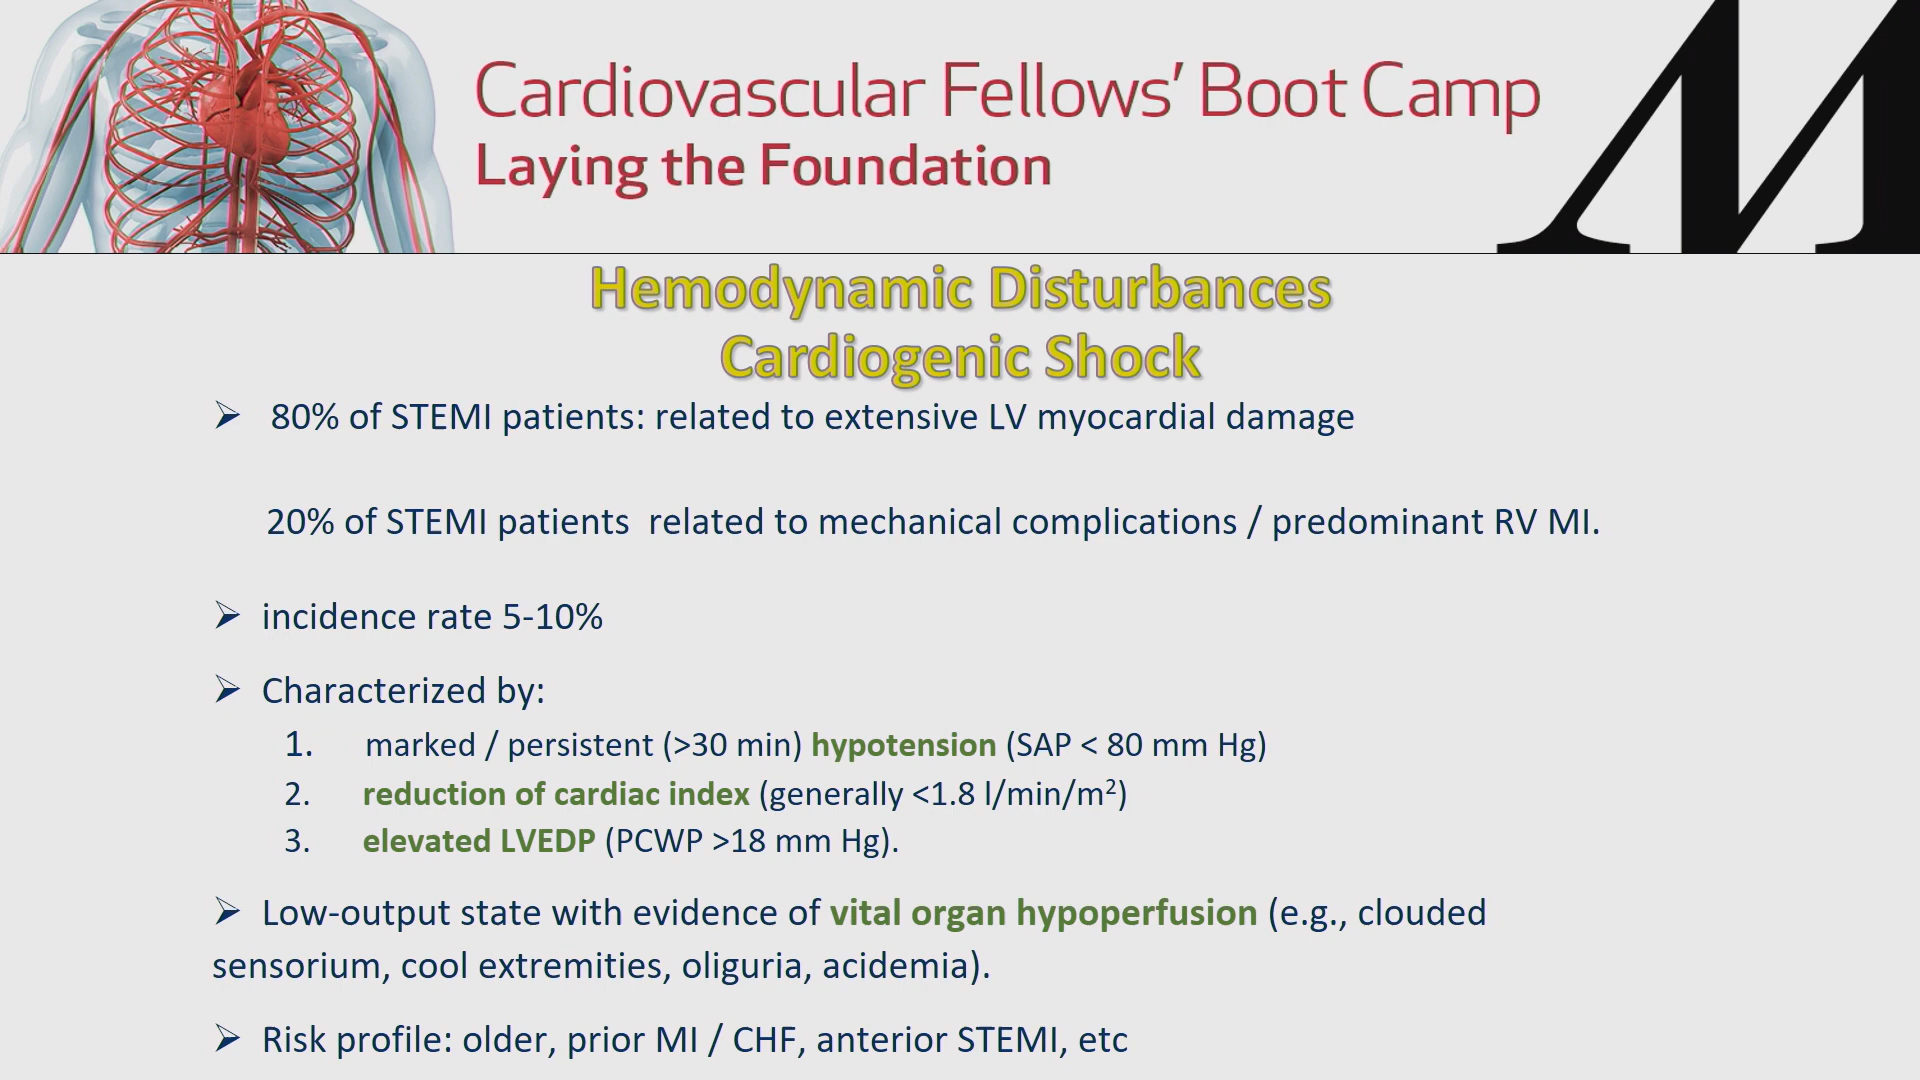 Cardiovascular Fellows’ Boot Camp
Laying the Foundation
M
Hemodynamic Disturbances
Cardiogenic Shock
➢ 80% of STEMI patients: related to extensive LV myocardial damage
20% of STEMI patients related to mechanical complications / predominant RV MI.
➢ incidence rate 5-10%
➢ Characterized by:
1. marked / persistent (>30 min) hypotension (SAP < 80 mm Hg)
2. reduction of cardiac index (generally <1.8 l/min/m²)
3. elevated LVEDP (PCWP >18 mm Hg).
➢ Low-output state with evidence of vital organ hypoperfusion (e.g., clouded
sensorium, cool extremities, oliguria, acidemia).
➢ Risk profile: older, prior MI / CHF, anterior STEMI, etc